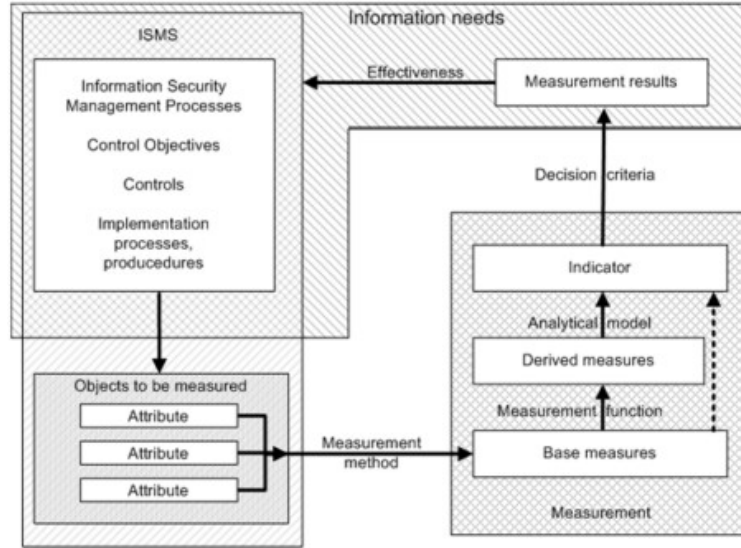 Information needs
ISMS
Information Security
Management Processes
Control Objectives
Controls
Implementation
processes,
producedures
Effectiveness
Measurement results
Decision criteria
Indicator
Analytical model
Derived measures
Measurement function
Base measures
Measurement
Objects to be measured
Attribute
Attribute
Attribute
Measurement
method